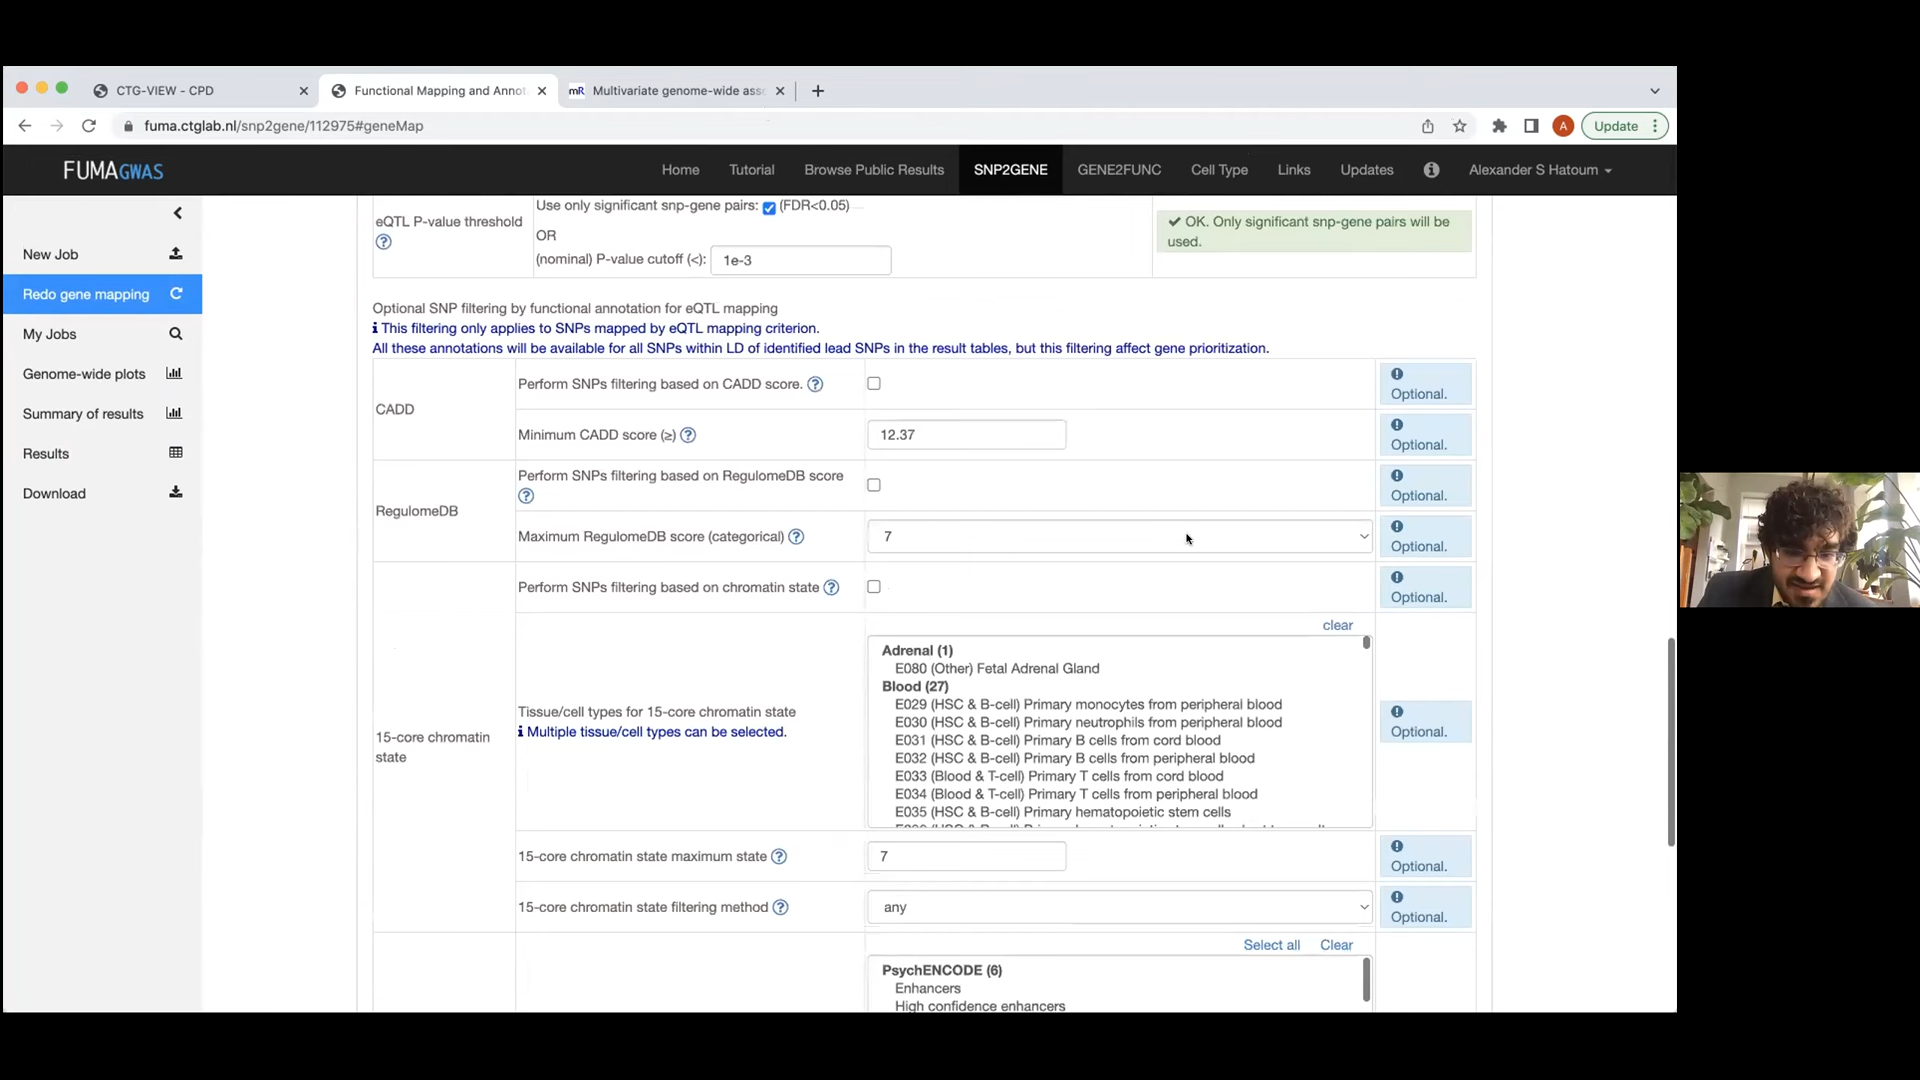 CTG-VIEW - CPD
Functional Mapping and Annot
mR Multivariate genome-wide ass
fuma.ctglab.nl/snp2gene/112975#geneMap
A
Update
FUMAGWAS
Home
Tutorial
Browse Public Results
SNP2GENE
GENE2FUNC
Cell Type
Links
Updates
Alexander S Hatoum
New Job
Redo gene mapping
My Jobs
Genome-wide plots
Summary of results
Results
Download
eQTL P-value threshold
Use only significant snp-gene pairs: (FDR<0.05)
OR
(nominal) P-value cutoff (<): 1e-3
OK. Only significant snp-gene pairs will be
used.
Optional SNP filtering by functional annotation for eQTL mapping
This filtering only applies to SNPs mapped by eQTL mapping criterion.
All these annotations will be available for all SNPs within LD of identified lead SNPs in the result tables, but this filtering affect gene prioritization.
CADD
Perform SNPs filtering based on CADD score.
Optional.
Minimum CADD score (≥)
12.37
Optional.
RegulomeDB
Perform SNPs filtering based on RegulomeDB score
Optional.
Maximum RegulomeDB score (categorical)
7
Optional.
15-core chromatin
state
Perform SNPs filtering based on chromatin state
Optional.
Tissue/cell types for 15-core chromatin state
Multiple tissue/cell types can be selected.
clear
Adrenal (1)
E080 (Other) Fetal Adrenal Gland
Blood (27)
E029 (HSC & B-cell) Primary monocytes from peripheral blood
E030 (HSC & B-cell) Primary neutrophils from peripheral blood
E031 (HSC & B-cell) Primary B cells from cord blood
E032 (HSC & B-cell) Primary B cells from peripheral blood
E033 (Blood & T-cell) Primary T cells from cord blood
E034 (Blood & T-cell) Primary T cells from peripheral blood
E035 (HSC & B-cell) Primary hematopoietic stem cells
Optional.
15-core chromatin state maximum state
7
Optional.
15-core chromatin state filtering method
any
Optional.
Select all
Clear
PsychENCODE (6)
Enhancers
High confidence enhancers